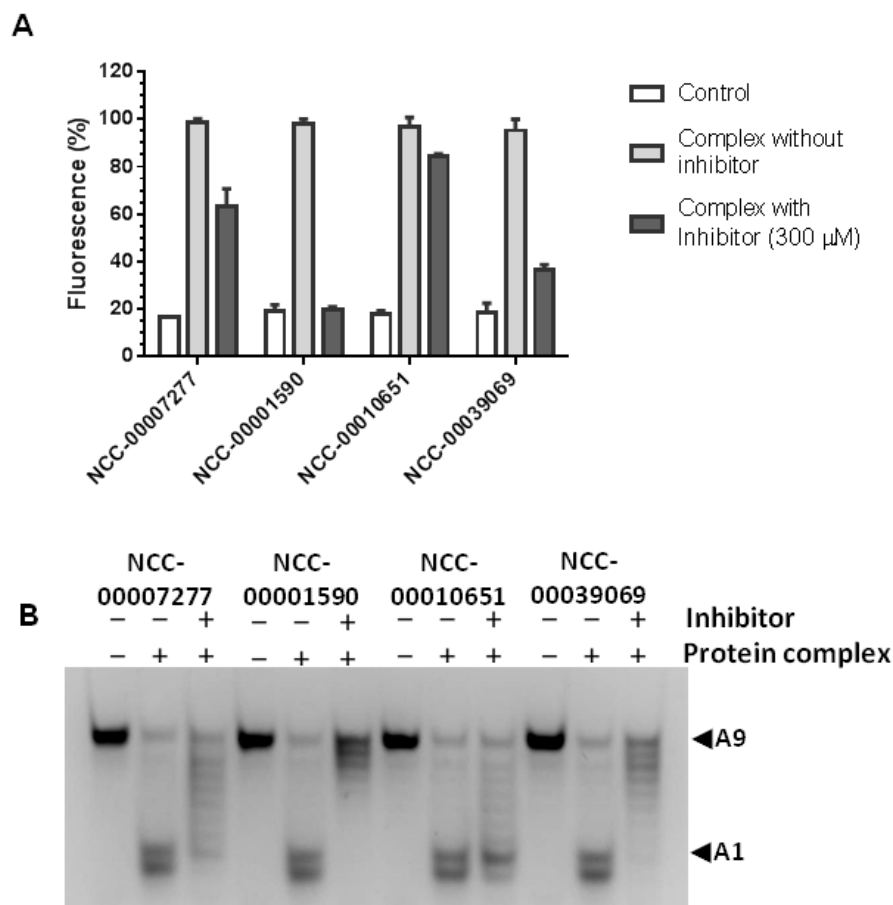 A
120
100
80
60
40
20
0
Fluorescence (%)
NCC-00007277
NCC-00001590
NCC-00010651
NCC-00039069
Control
Complex without
inhibitor
Complex with
Inhibitor (300 μM)
B
NCC- NCC- NCC- NCC-
00007277 00001590 00010651 00039069
− − + − − + − − + − − + Inhibitor
− + + − + + − + + − + + Protein complex
◀A9
◀A1